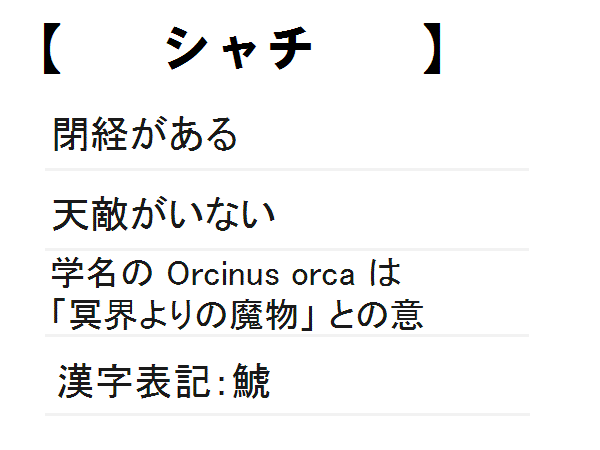 【 シャチ 】
閉経がある
天敵がいない
学名の Orcinus orca は
「冥界よりの魔物」との意
漢字表記:鯱